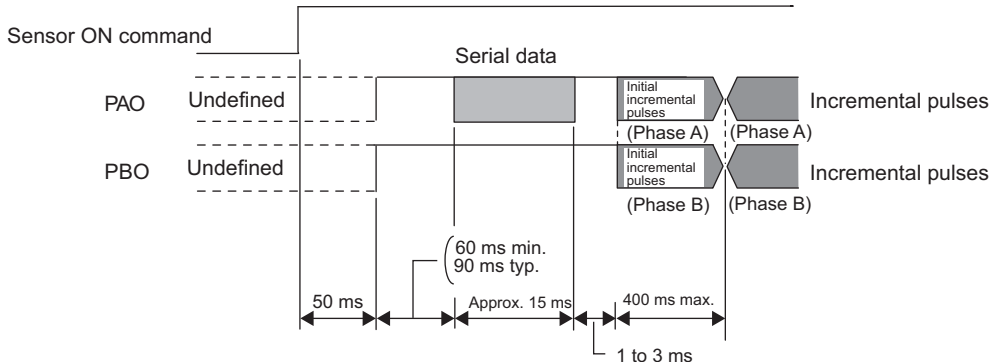 Sensor ON command
Serial data
PAO
Undefined
Initial
incremental
pulses
Incremental pulses
(Phase A)
(Phase A)
PBO
Undefined
Initial
incremental
pulses
Incremental pulses
(Phase B)
(Phase B)
60 ms min.
90 ms typ.
50 ms
Approx. 15 ms
400 ms max.
1 to 3 ms